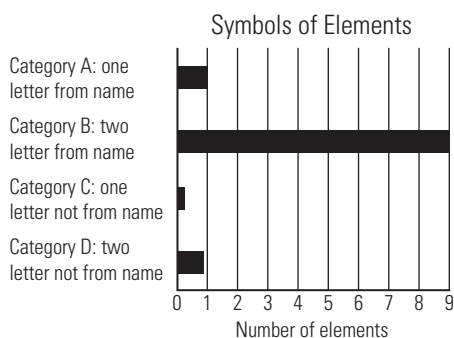 Symbols of Elements
Category A: one
letter from name
Category B: two
letter from name
Category C: one
letter not from name
Category D: two
letter not from name
0 1 2 3 4 5 6 7 8 9
Number of elements